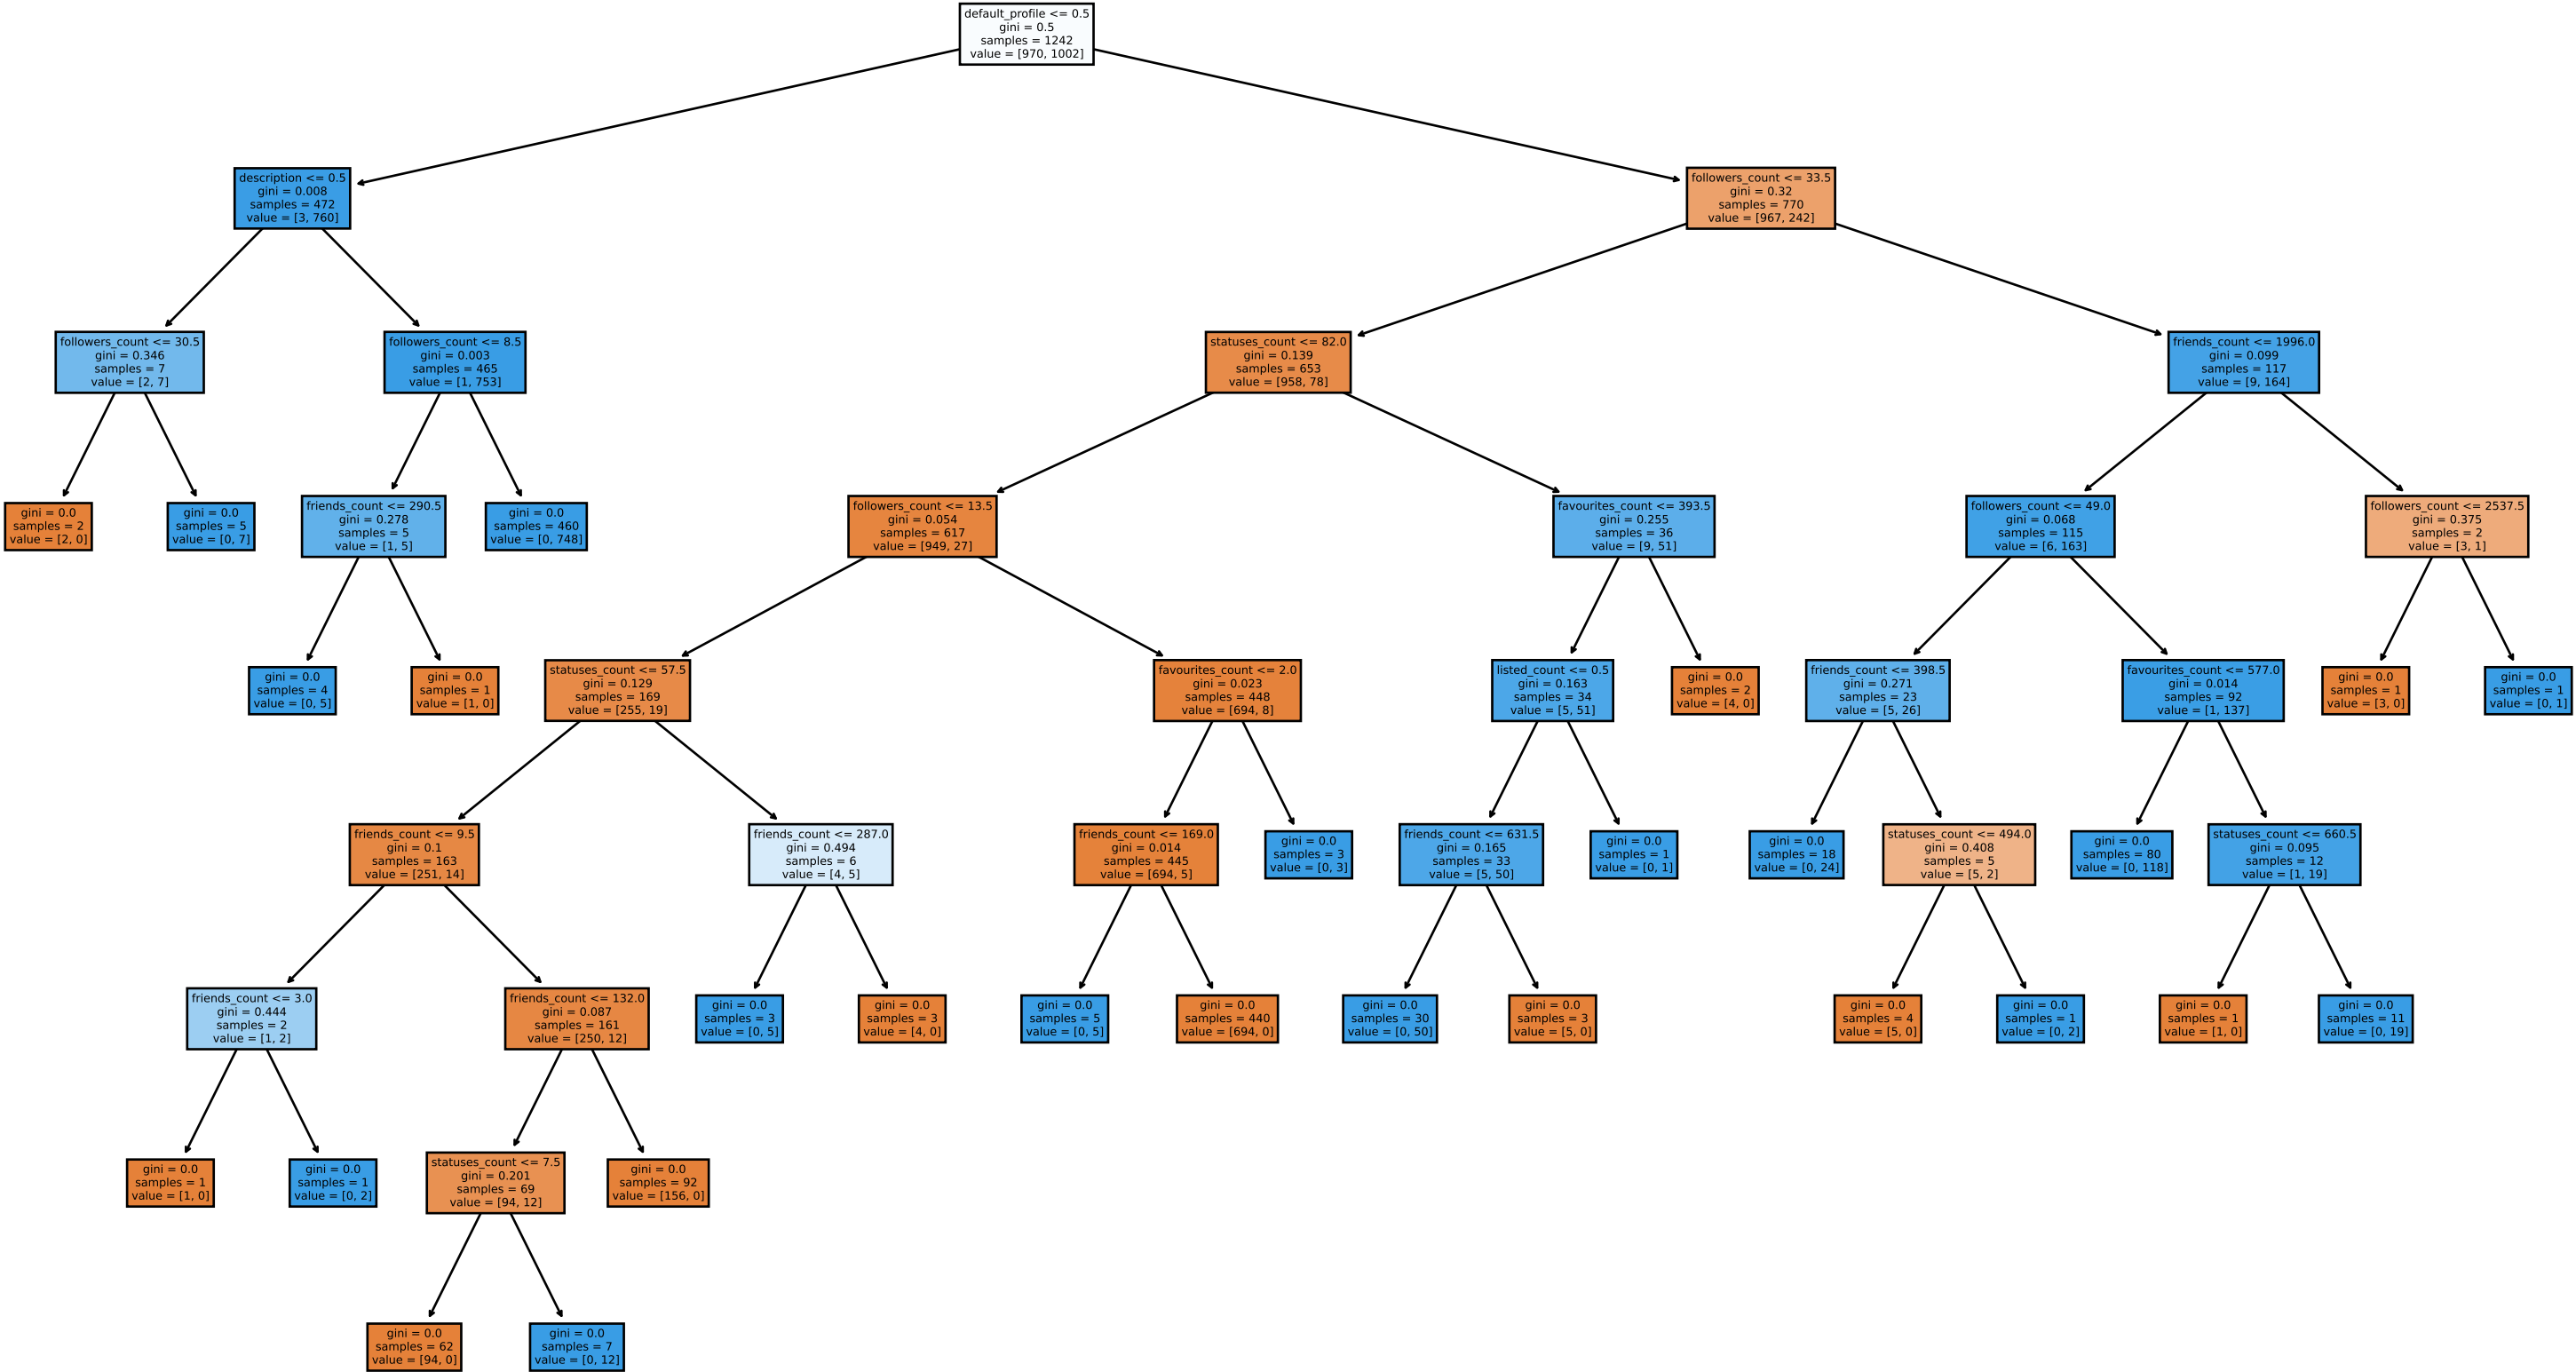 default_profile <= 0.5
gini = 0.5
samples = 1242
value = [970, 1002]
description <= 0.5
gini = 0.008
samples = 472
value = [3, 760]
followers_count <= 33.5
gini = 0.32
samples = 770
value = [967, 242]
followers_count <= 30.5
gini = 0.346
samples = 7
value = [2, 7]
followers_count <= 8.5
gini = 0.003
samples = 465
value = [1, 753]
statuses_count <= 82.0
gini = 0.139
samples = 653
value = [958, 78]
friends_count <= 1996.0
gini = 0.099
samples = 117
value = [9, 164]
gini = 0.0
samples = 2
value = [2, 0]
gini = 0.0
samples = 5
value = [0, 7]
friends_count <= 290.5
gini = 0.278
samples = 5
value = [1, 5]
gini = 0.0
samples = 460
value = [0, 748]
followers_count <= 13.5
gini = 0.054
samples = 617
value = [949, 27]
favourites_count <= 393.5
gini = 0.255
samples = 36
value = [9, 51]
followers_count <= 49.0
gini = 0.068
samples = 115
value = [6, 163]
followers_count <= 2537.5
gini = 0.375
samples = 2
value = [3, 1]
gini = 0.0
samples = 4
value = [0, 5]
gini = 0.0
samples = 1
value = [1, 0]
statuses_count <= 57.5
gini = 0.129
samples = 169
value = [255, 19]
favourites_count <= 2.0
gini = 0.023
samples = 448
value = [694, 8]
listed_count <= 0.5
gini = 0.163
samples = 34
value = [5, 51]
gini = 0.0
samples = 2
value = [4, 0]
friends_count <= 398.5
gini = 0.271
samples = 23
value = [5, 26]
favourites_count <= 577.0
gini = 0.014
samples = 92
value = [1, 137]
gini = 0.0
samples = 1
value = [3, 0]
gini = 0.0
samples = 1
value = [0, 1]
friends_count <= 9.5
gini = 0.1
samples = 163
value = [251, 14]
friends_count <= 287.0
gini = 0.494
samples = 6
value = [4, 5]
friends_count <= 169.0
gini = 0.014
samples = 445
value = [694, 5]
gini = 0.0
samples = 3
value = [0, 3]
friends_count <= 631.5
gini = 0.165
samples = 33
value = [5, 50]
gini = 0.0
samples = 1
value = [0, 1]
gini = 0.0
samples = 18
value = [0, 24]
statuses_count <= 494.0
gini = 0.408
samples = 5
value = [5, 2]
gini = 0.0
samples = 80
value = [0, 118]
statuses_count <= 660.5
gini = 0.095
samples = 12
value = [1, 19]
friends_count <= 3.0
gini = 0.444
samples = 2
value = [1, 2]
friends_count <= 132.0
gini = 0.087
samples = 161
value = [250, 12]
gini = 0.0
samples = 3
value = [0, 5]
gini = 0.0
samples = 3
value = [4, 0]
gini = 0.0
samples = 5
value = [0, 5]
gini = 0.0
samples = 440
value = [694, 0]
gini = 0.0
samples = 30
value = [0, 50]
gini = 0.0
samples = 3
value = [5, 0]
gini = 0.0
samples = 4
value = [5, 0]
gini = 0.0
samples = 1
value = [0, 2]
gini = 0.0
samples = 1
value = [1, 0]
gini = 0.0
samples = 11
value = [0, 19]
gini = 0.0
samples = 1
value = [1, 0]
gini = 0.0
samples = 1
value = [0, 2]
statuses_count <= 7.5
gini = 0.201
samples = 69
value = [94, 12]
gini = 0.0
samples = 92
value = [156, 0]
gini = 0.0
samples = 62
value = [94, 0]
gini = 0.0
samples = 7
value = [0, 12]